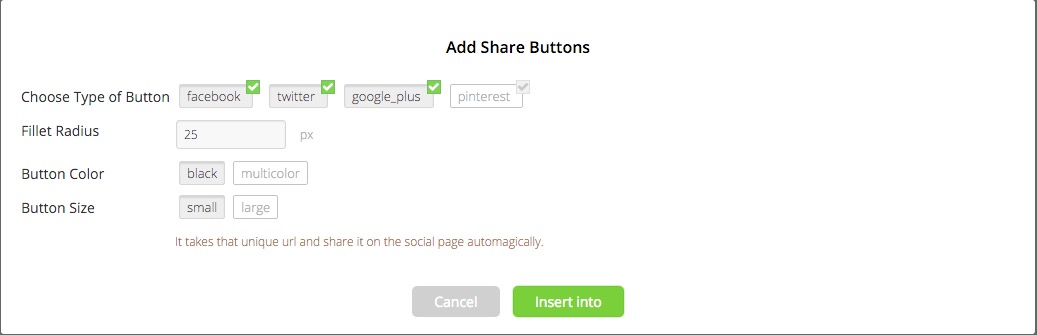 Add Share Buttons
Choose Type of Button facebook twitter google_plus pinterest
Fillet Radius 25 px
Button Color black multicolor
Button Size small large
It takes that unique url and share it on the social page automagically.
Cancel Insert into